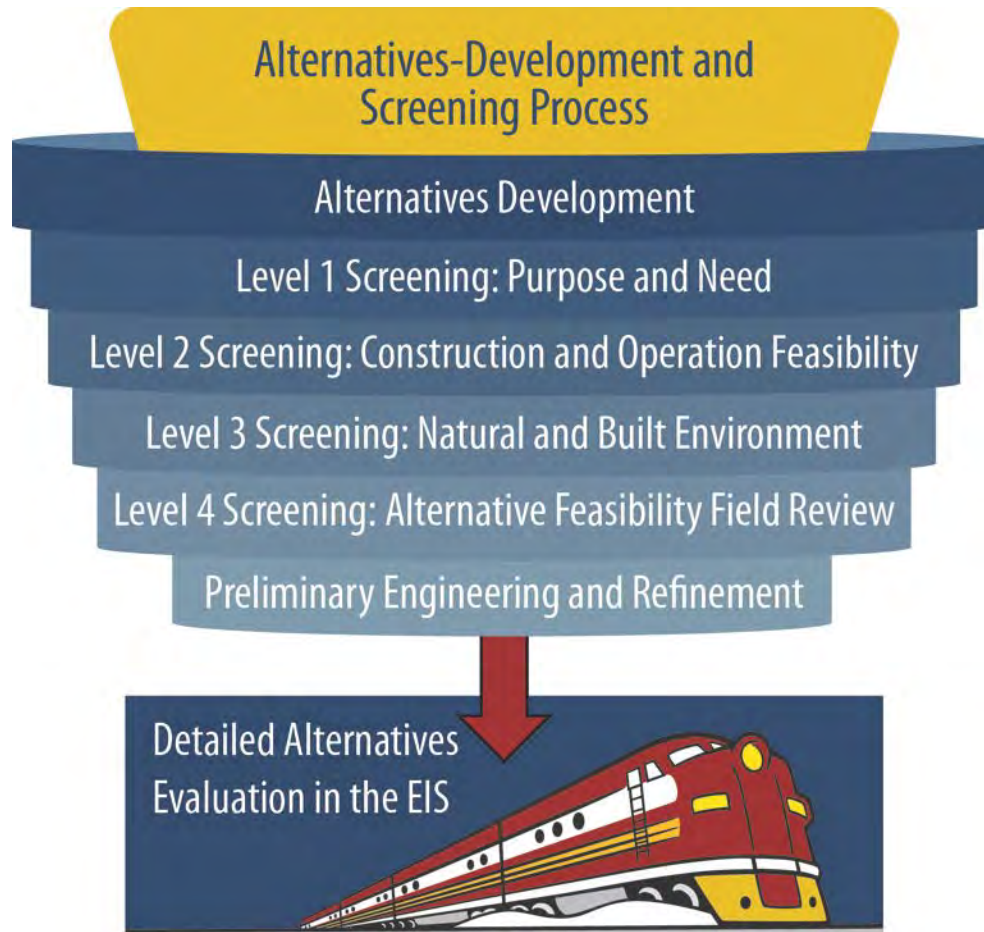 Alternatives-Development and
Screening Process
Alternatives Development
Level 1 Screening: Purpose and Need
Level 2 Screening: Construction and Operation Feasibility
Level 3 Screening: Natural and Built Environment
Level 4 Screening: Alternative Feasibility Field Review
Preliminary Engineering and Refinement
Detailed Alternatives
Evaluation in the EIS